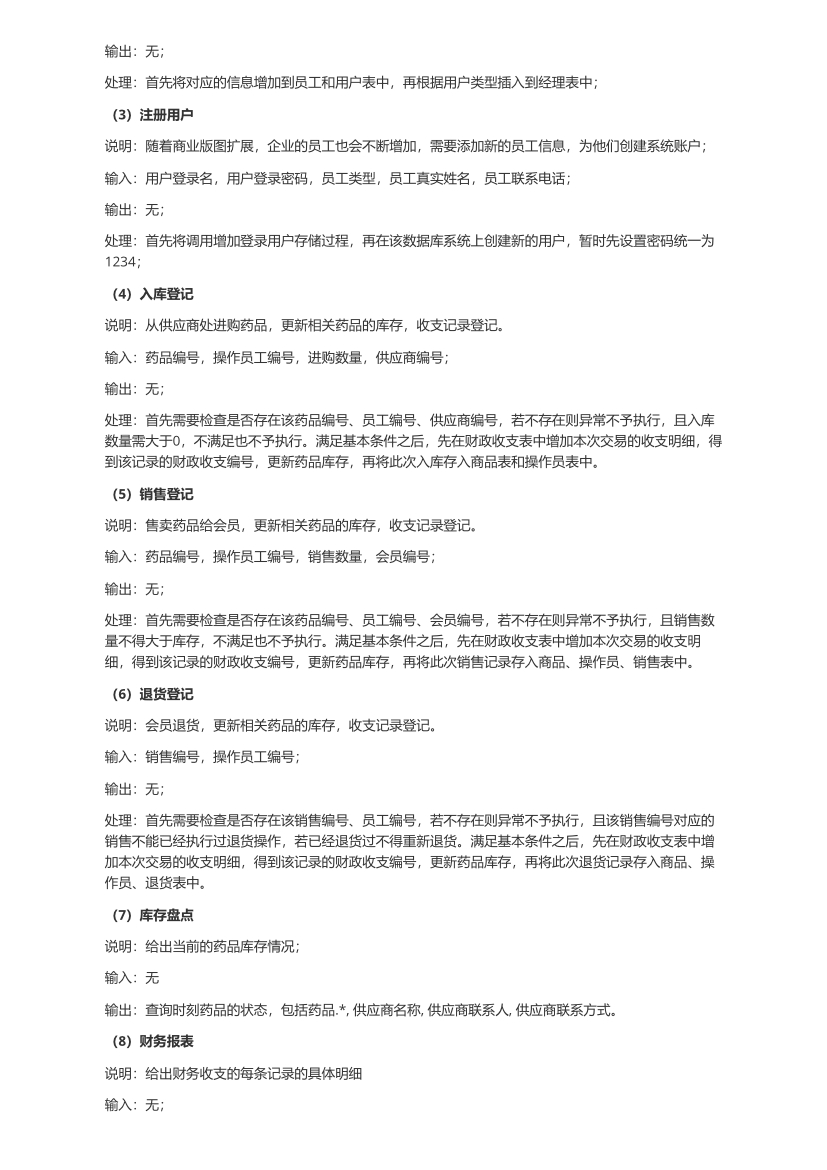 输出：无；
处理：首先将对应的信息增加到员工和用户表中，再根据用户类型插入到经理表中；
（3）注册用户
说明：随着商业版图扩展，企业的员工也会不断增加，需要添加新的员工信息，为他们创建系统账户；
输入：用户登录名，用户登录密码，员工类型，员工真实姓名，员工联系电话；
输出：无；
处理：首先将调用增加登录用户存储过程，再在该数据库系统上创建新的用户，暂时先设置密码统一为
1234；
（4）入库登记
说明：从供应商处进购药品，更新相关药品的库存，收支记录登记。
输入：药品编号，操作员工编号，进购数量，供应商编号；
输出：无；
处理：首先需要检查是否存在该药品编号、员工编号、供应商编号，若不存在则异常不予执行，且入库
数量需大于0，不满足也不予执行。满足基本条件之后，先在财政收支表中增加本次交易的收支明细，得
到该记录的财政收支编号，更新药品库存，再将此次入库存入商品表和操作员表中。
（5）销售登记
说明：售卖药品给会员，更新相关药品的库存，收支记录登记。
输入：药品编号，操作员工编号，销售数量，会员编号；
输出：无；
处理：首先需要检查是否存在该药品编号、员工编号、会员编号，若不存在则异常不予执行，且销售数
量不得大于库存，不满足也不予执行。满足基本条件之后，先在财政收支表中增加本次交易的收支明
细，得到该记录的财政收支编号，更新药品库存，再将此次销售记录存入商品、操作员、销售表中。
（6）退货登记
说明：会员退货，更新相关药品的库存，收支记录登记。
输入：销售编号，操作员工编号；
输出：无；
处理：首先需要检查是否存在该销售编号、员工编号，若不存在则异常不予执行，且该销售编号对应的
销售不能已经执行过退货操作，若已经退货过不得重新退货。满足基本条件之后，先在财政收支表中增
加本次交易的收支明细，得到该记录的财政收支编号，更新药品库存，再将此次退货记录存入商品、操
作员、退货表中。
（7）库存盘点
说明：给出当前的药品库存情况；
输入：无
输出：查询时刻药品的状态，包括药品.*, 供应商名称, 供应商联系人, 供应商联系方式。
（8）财务报表
说明：给出财务收支的每条记录的具体明细
输入：无；